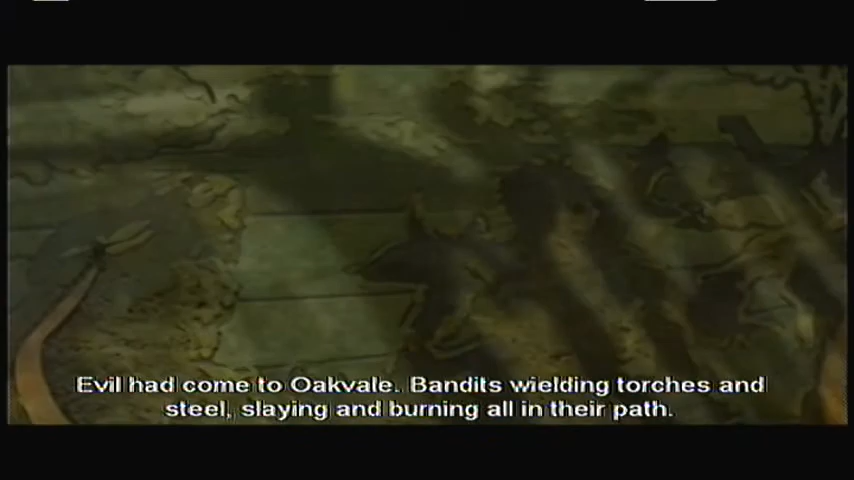 Evil had come to Oakvale. Bandits wielding torches and
steel, slaying and burning all in their path.